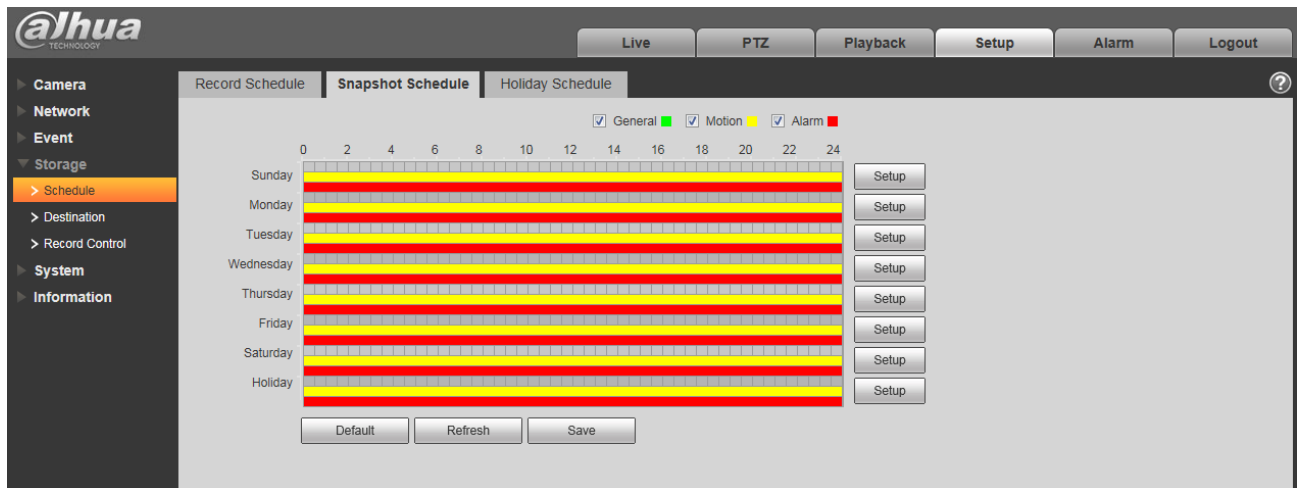 alhua
TECHNOLOGY
Live PTZ Playback Setup Alarm Logout
Camera
Network
Event
Storage
> Schedule
> Destination
> Record Control
System
Information
Record Schedule Snapshot Schedule Holiday Schedule ?
General Motion Alarm
0 2 4 6 8 10 12 14 16 18 20 22 24
Sunday Setup
Monday Setup
Tuesday Setup
Wednesday Setup
Thursday Setup
Friday Setup
Saturday Setup
Holiday Setup
Default Refresh Save